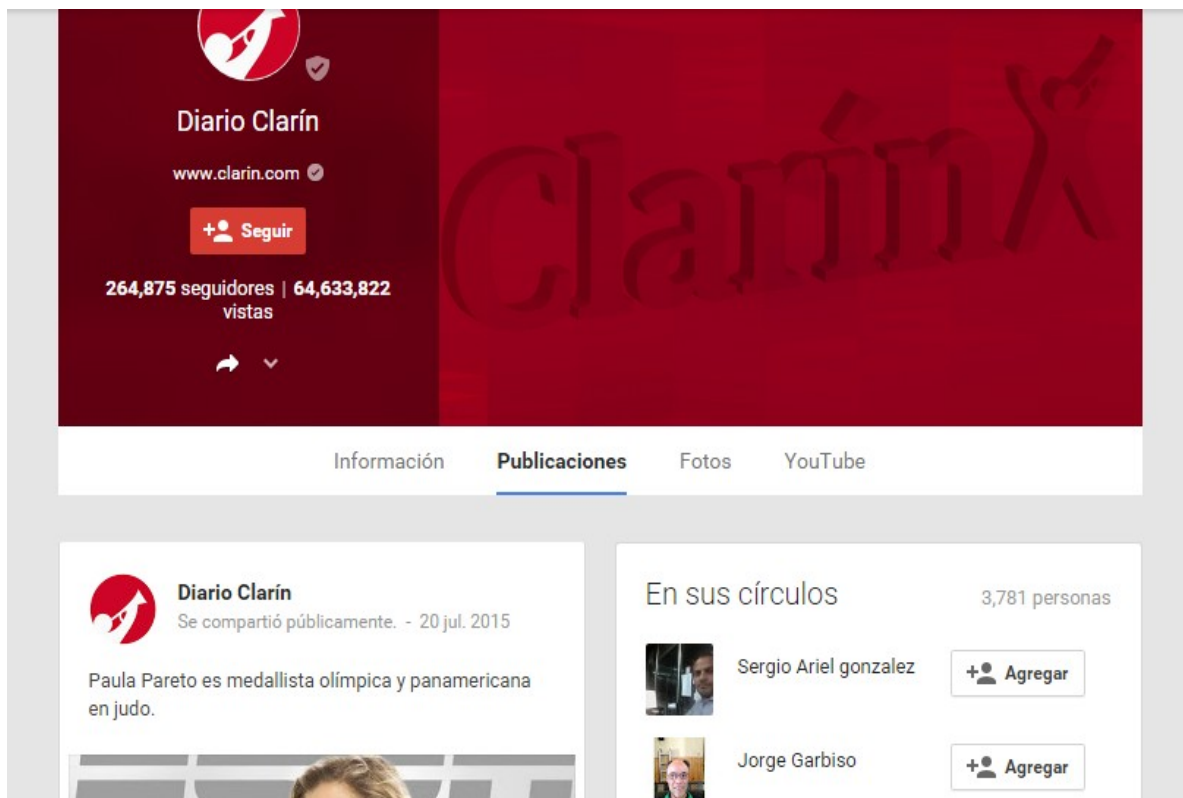 Diario Clarín
www.clarin.com
Seguir
264,875 seguidores | 64,633,822
vistas
Clarín
Información Publicaciones Fotos YouTube
Diario Clarín
Se compartió públicamente. - 20 jul. 2015
Paula Pareto es medallista olímpica y panamericana
en judo.
En sus círculos 3,781 personas
Sergio Ariel gonzalez Agregar
Jorge Garbiso Agregar